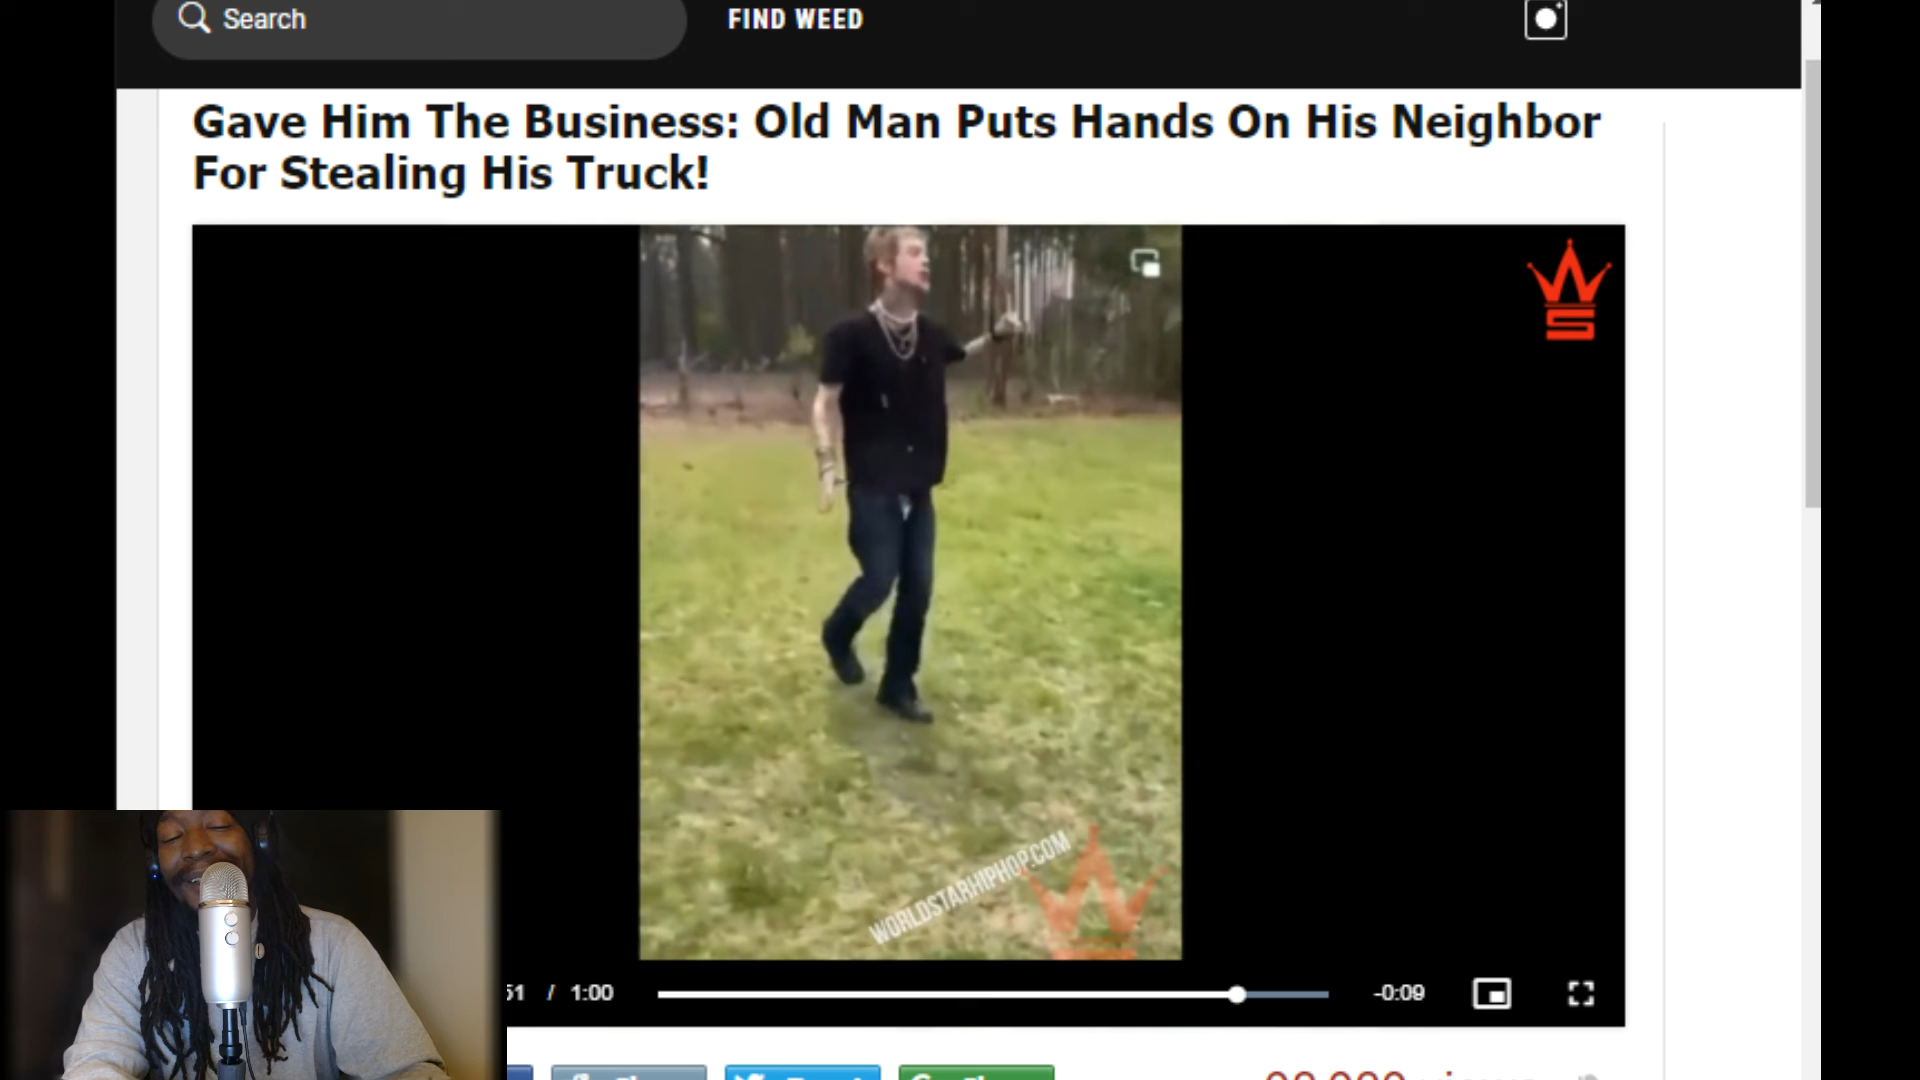 Search
FIND WEED
Gave Him The Business: Old Man Puts Hands On His Neighbor
For Stealing His Truck!
WORLDSTARHIPHOP.COM
51 / 1:00
-0:09